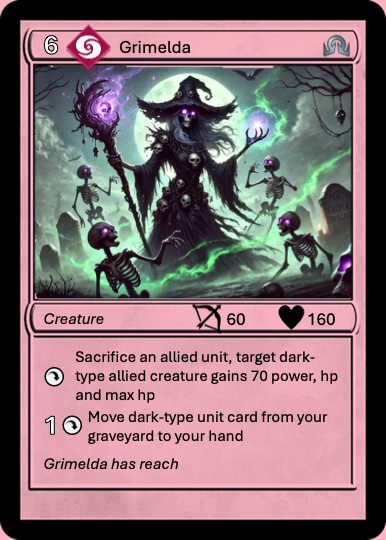 6 Grimelda
Creature 60 160
Sacrifice an allied unit, target dark-
type allied creature gains 70 power, hp
and max hp
1 Move dark-type unit card from your
graveyard to your hand
Grimelda has reach